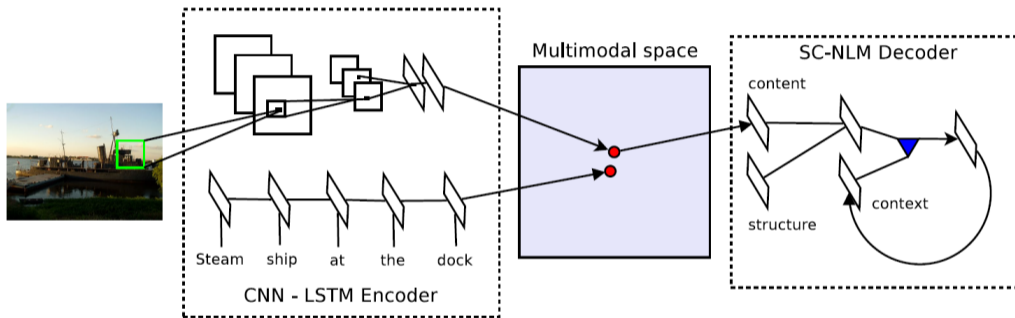 Steam ship at the dock
CNN - LSTM Encoder
Multimodal space
SC-NLM Decoder
content
structure
context